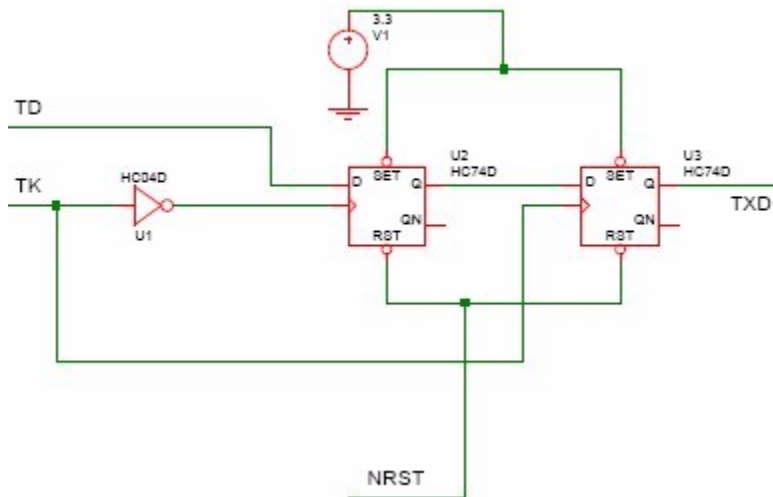 3.3
V1
TD
TK
HC04D
U1
U2
HC74D
D
SET
Q
QN
RST
U3
HC74D
D
SET
Q
QN
RST
TXD
NRST